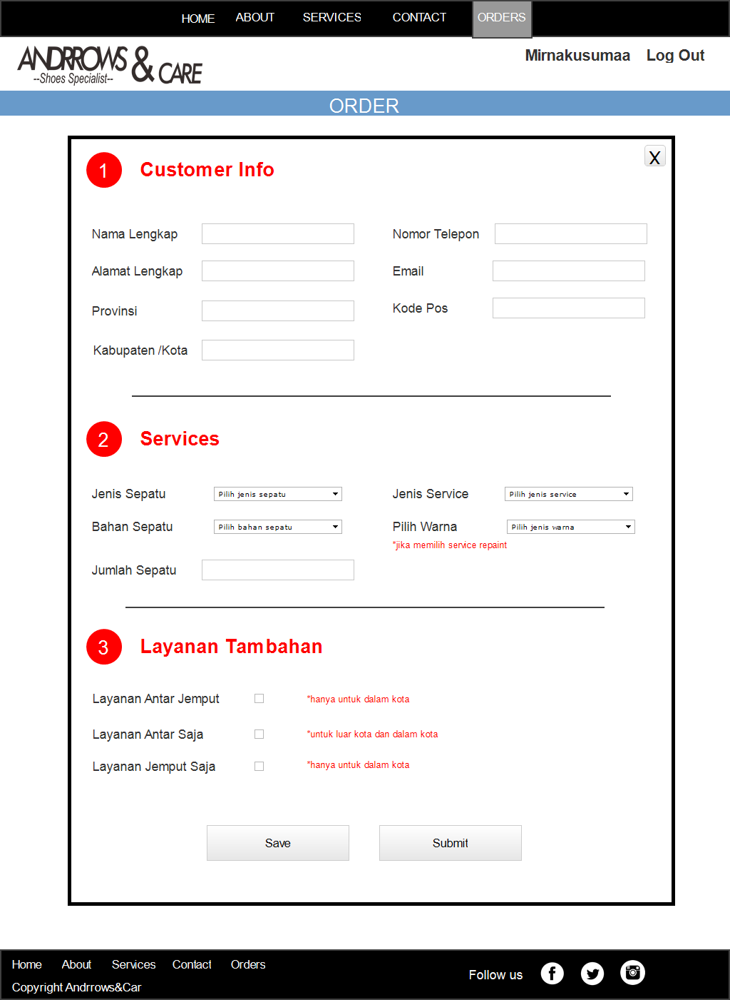 HOME ABOUT SERVICES CONTACT ORDERS
ANDRROWS & CARE
--Shoes Specialist--
Mirnakusumaa Log Out
ORDER
X
1 Customer Info
Nama Lengkap Nomor Telepon
Alamat Lengkap Email
Provinsi Kode Pos
Kabupaten /Kota
2 Services
Jenis Sepatu Pilih jenis sepatu Jenis Service Pilih jenis service
Bahan Sepatu Pilih bahan sepatu Pilih Warna Pilih jenis warna
*jika memilih service repaint
Jumlah Sepatu
3 Layanan Tambahan
Layanan Antar Jemput *hanya untuk dalam kota
Layanan Antar Saja *untuk luar kota dan dalam kota
Layanan Jemput Saja *hanya untuk dalam kota
Save Submit
Home About Services Contact Orders
Follow us
Copyright Andrrows&Car